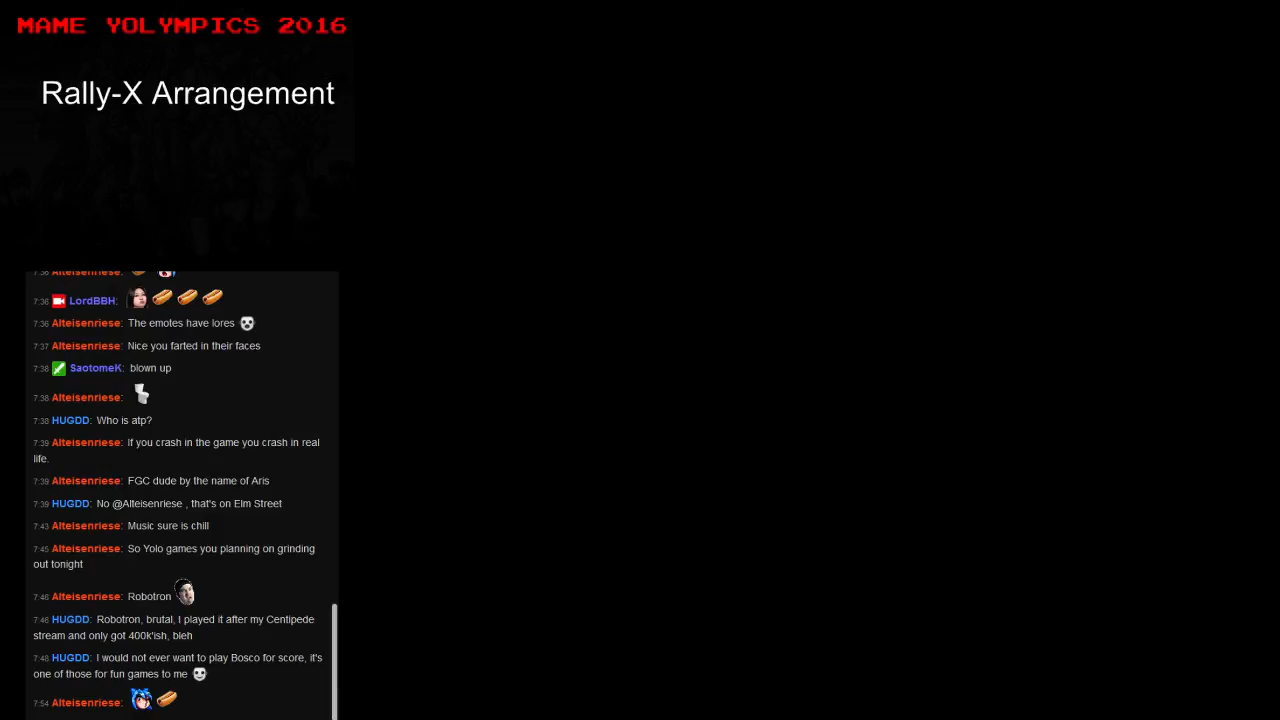 MAME YOLYMPICS 2016
Rally-X Arrangement
7:36 Alteisenriese:
7:36 LordBBH:
7:36 Alteisenriese: The emotes have lores
7:37 Alteisenriese: Nice you farted in their faces
7:38 SaotomeK: blown up
7:38 Alteisenriese:
7:38 HUGDD: Who is atp?
7:39 Alteisenriese: If you crash in the game you crash in real
life.
7:39 Alteisenriese: FGC dude by the name of Aris
7:39 HUGDD: No @Alteisenriese , that's on Elm Street
7:43 Alteisenriese: Music sure is chill
7:45 Alteisenriese: So Yolo games you planning on grinding
out tonight
7:46 Alteisenriese: Robotron
7:46 HUGDD: Robotron, brutal, I played it after my Centipede
stream and only got 400k'ish, bleh
7:48 HUGDD: I would not ever want to play Bosco for score, it's
one of those for fun games to me
7:54 Alteisenriese: